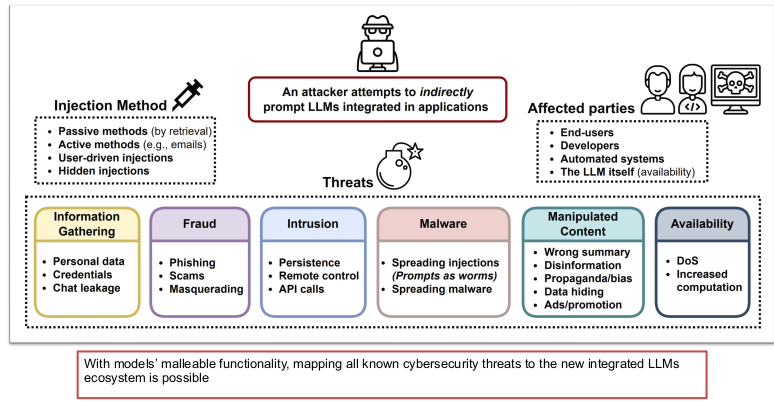 An attacker attempts to indirectly
prompt LLMs integrated in applications
Injection Method
Passive methods (by retrieval)
Active methods (e.g., emails)
User-driven injections
Hidden injections
Affected parties
End-users
Developers
Automated systems
The LLM itself (availability)
Threats
Information
Gathering
Personal data
Credentials
Chat leakage
Fraud
Phishing
Scams
Masquerading
Intrusion
Persistence
Remote control
API calls
Malware
Spreading injections
(Prompts as worms)
Spreading malware
Manipulated
Content
Wrong summary
Disinformation
Propaganda/bias
Data hiding
Ads/promotion
Availability
DoS
Increased
computation
With models' malleable functionality, mapping all known cybersecurity threats to the new integrated LLMs
ecosystem is possible